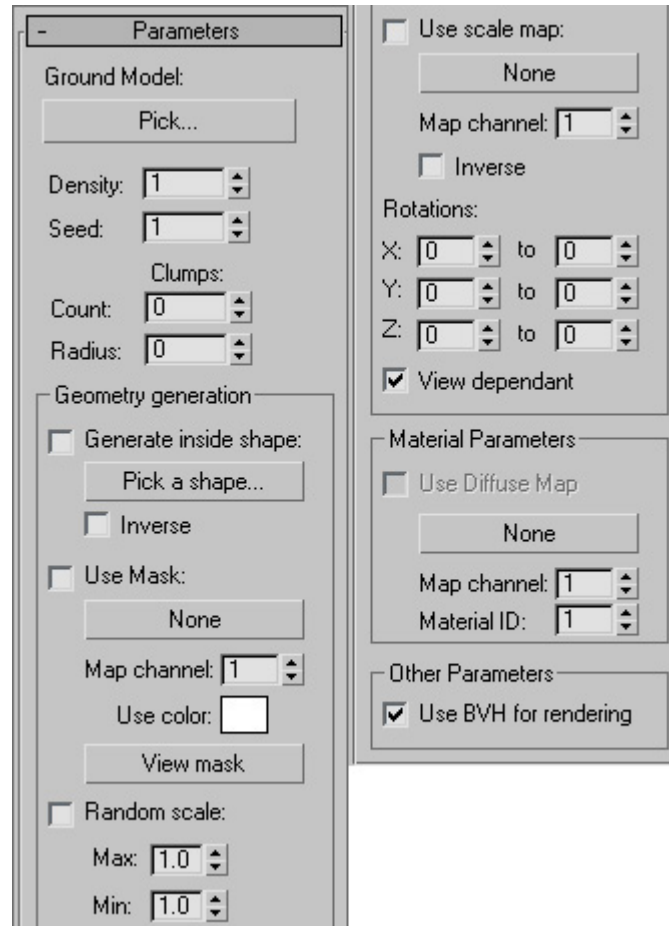 - Parameters
Ground Model:
Pick...
Density: 1
Seed: 1
Clumps:
Count: 0
Radius: 0
Geometry generation
Generate inside shape:
Pick a shape...
Inverse
Use Mask:
None
Map channel: 1
Use color:
View mask
Random scale:
Max: 1.0
Min: 1.0
Use scale map:
None
Map channel: 1
Inverse
Rotations:
X: 0 to 0
Y: 0 to 0
Z: 0 to 0
View dependant
Material Parameters
Use Diffuse Map
None
Map channel: 1
Material ID: 1
Other Parameters
Use BVH for rendering